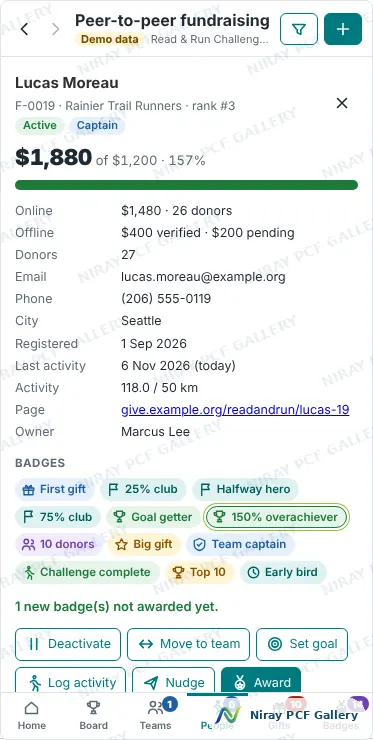 Peer-to-peer fundraising
Demo data Read & Run Challeng...
Lucas Moreau
F-0019 · Rainier Trail Runners · rank #3
Active Captain
$1,880 of $1,200 · 157%
Online $1,480 · 26 donors
Offline $400 verified · $200 pending
Donors 27
Email lucas.moreau@example.org
Phone (206) 555-0119
City Seattle
Registered 1 Sep 2026
Last activity 6 Nov 2026 (today)
Activity 118.0 / 50 km
Page give.example.org/readandrun/lucas-19
Owner Marcus Lee
BADGES
First gift 25% club Halfway hero
75% club Goal getter 150% overachiever
10 donors Big gift Team captain
Challenge complete Top 10 Early bird
1 new badge(s) not awarded yet.
Deactivate Move to team Set goal
Log activity Nudge Award
Home Board Teams 1 Gifts 10 Badges 14
Niray PCF Gallery
NIRAY PCF GALLERY